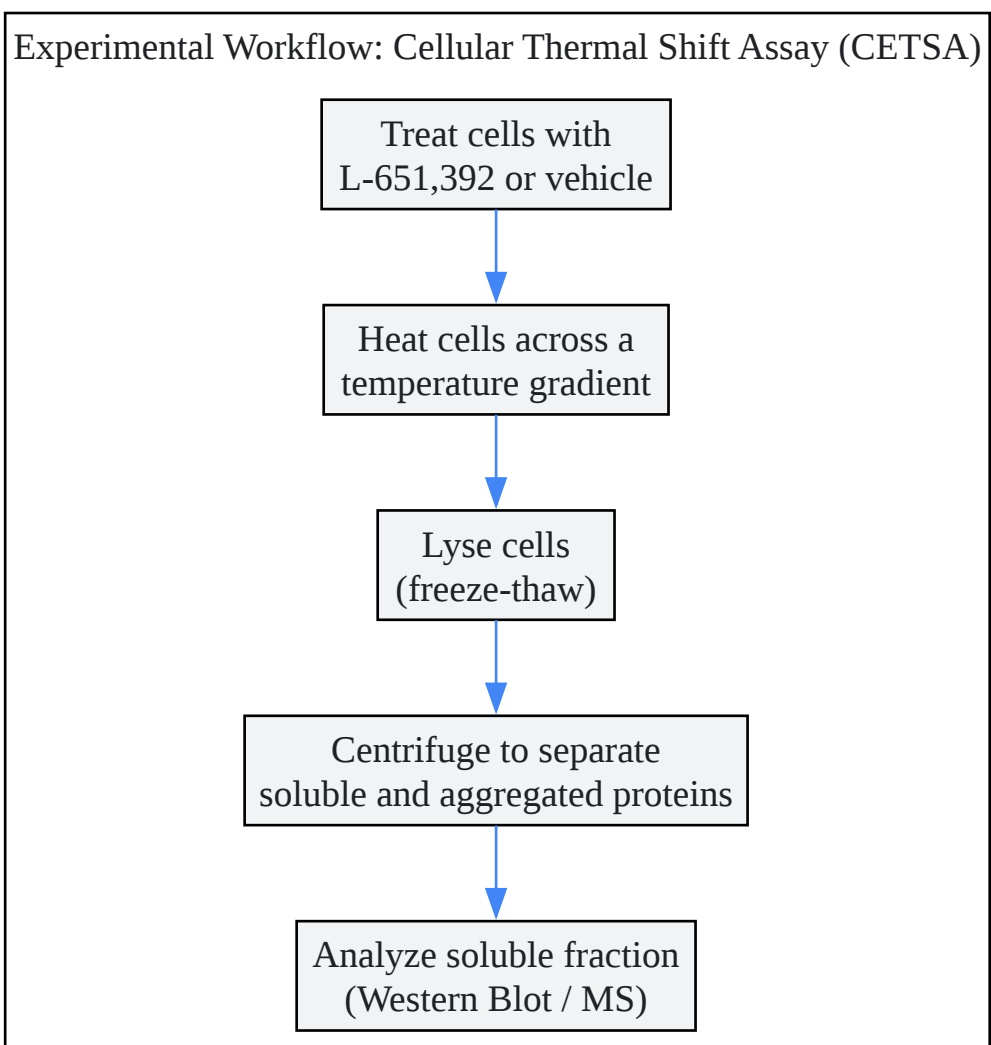 Experimental Workflow: Cellular Thermal Shift Assay (CETSA)
Treat cells with
L-651,392 or vehicle
Heat cells across a
temperature gradient
Lyse cells
(freeze-thaw)
Centrifuge to separate
soluble and aggregated proteins
Analyze soluble fraction
(Western Blot / MS)